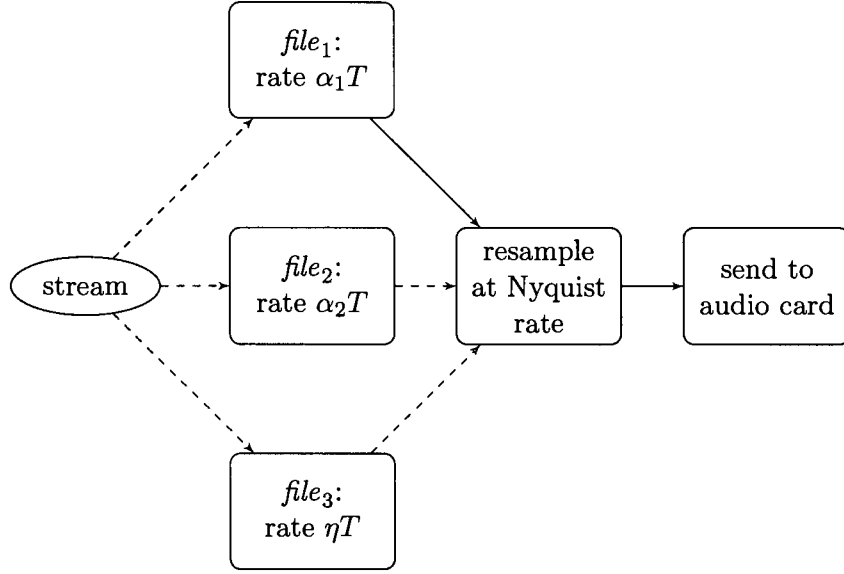 file₁:
rate α₁T
stream
file₂:
rate α₂T
resample
at Nyquist
rate
send to
audio card
file₃:
rate ηT